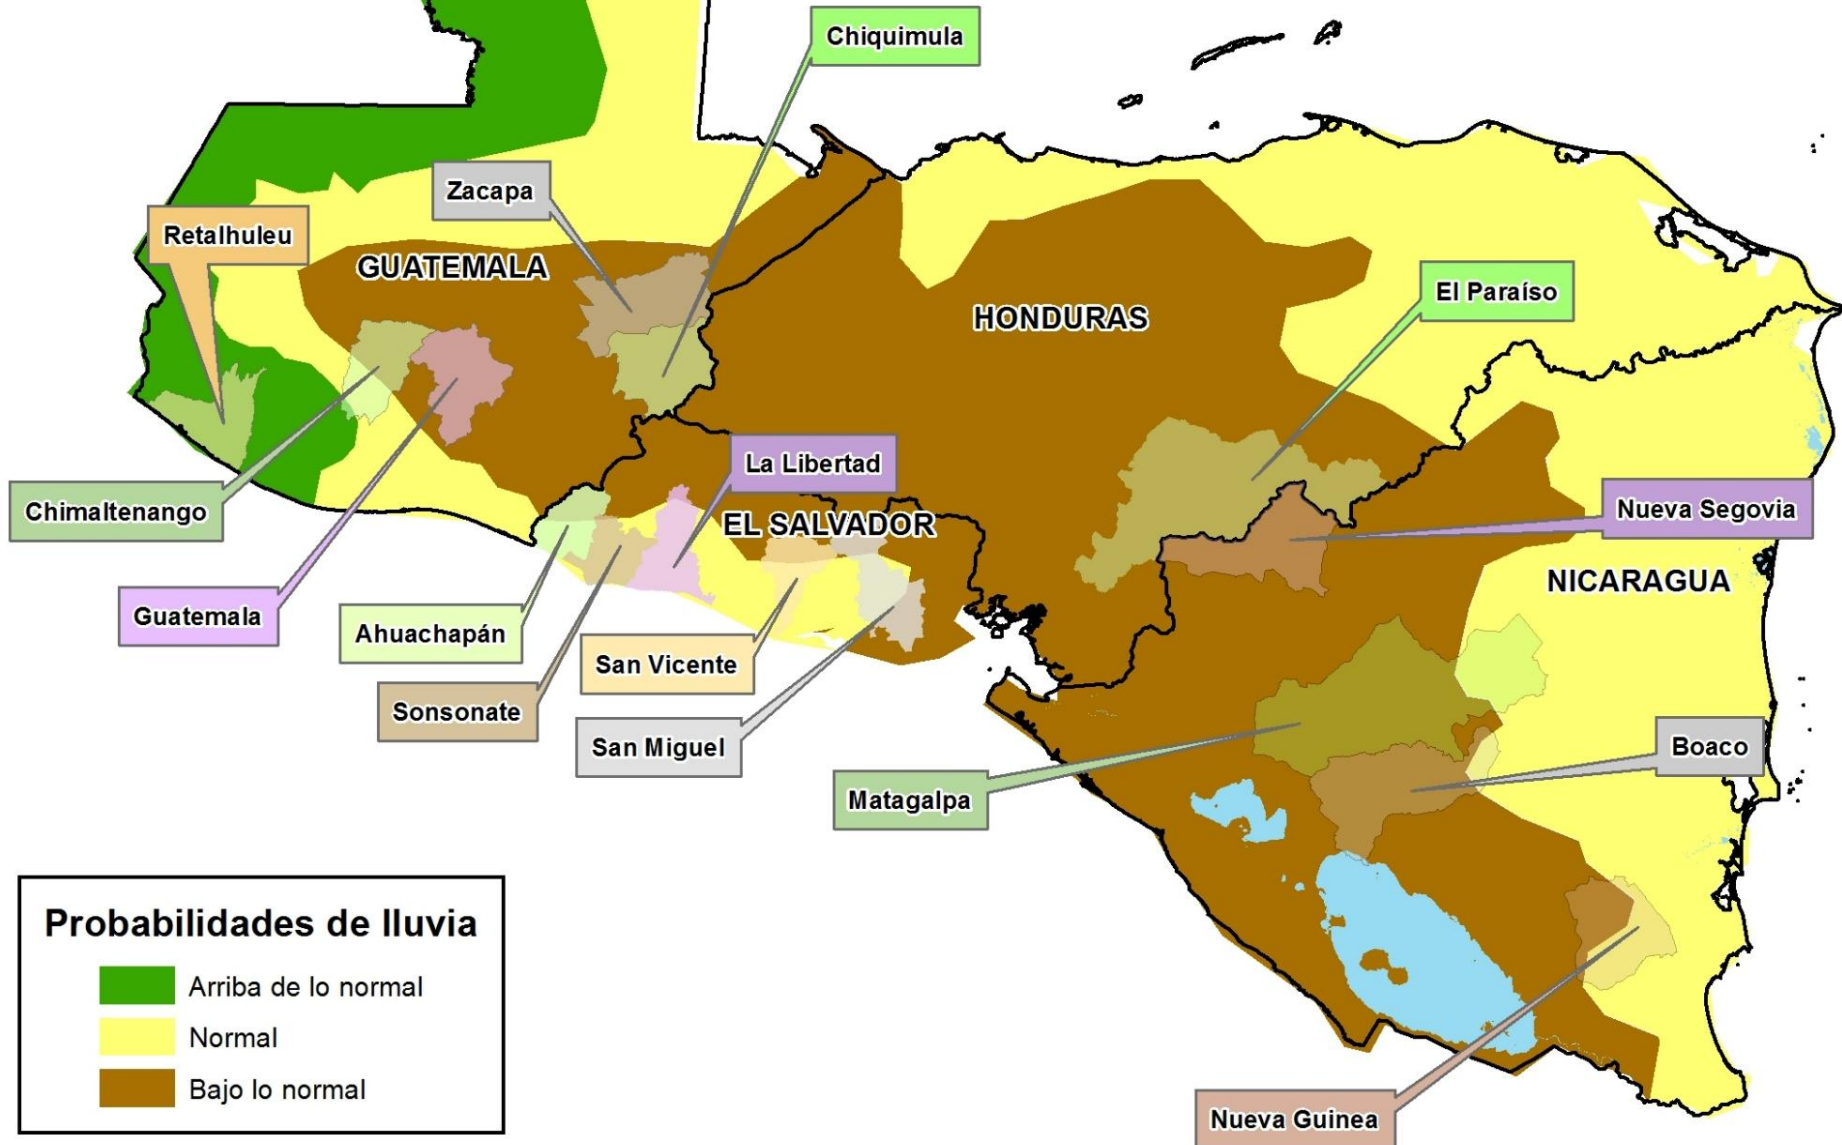 Chiquimula
Zacapa
Retalhuleu
GUATEMALA
El Paraíso
HONDURAS
La Libertad
Chimaltenango
EL SALVADOR
Nueva Segovia
NICARAGUA
Guatemala
Ahuachapán
San Vicente
Sonsonate
San Miguel
Boaco
Matagalpa
Nueva Guinea
Probabilidades de lluvia
Arriba de lo normal
Normal
Bajo lo normal